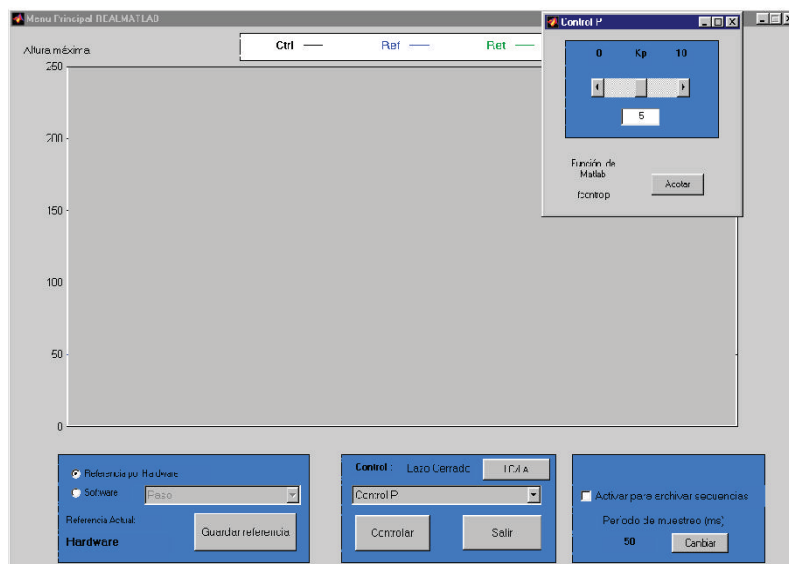 Menu Principal REALMATLAB
Control P
Altura máxima
Ctrl
Ref
Ret
0 Kp 10
5
Función de
Matlab
fcontrop
Acotar
250
200
150
100
50
0
Referencia por Hardware
Software
Paso
Referencia Actual:
Hardware
Guardar referencia
Control : Lazo Cerrado
Control P
Controlar
Salir
Activar para archivar secuencias
Período de muestreo (ms)
50
Cambiar